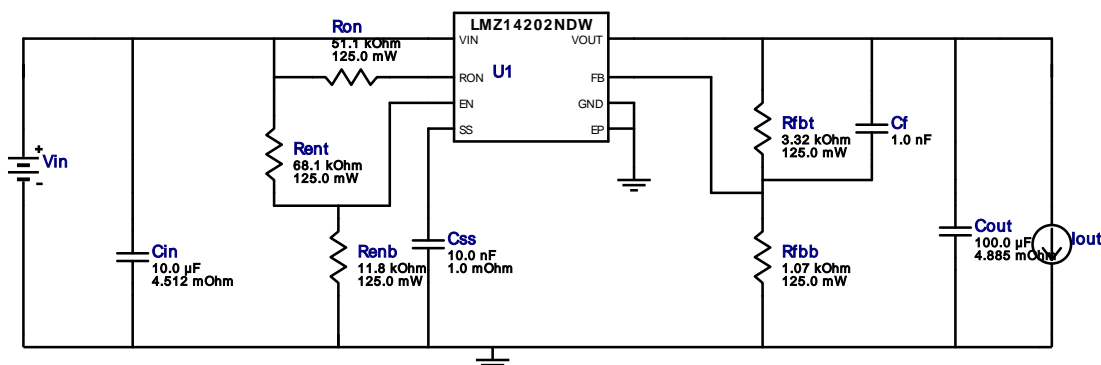 LMZ14202NDW
Ron
51.1 kOhm
125.0 mW
VIN
VOUT
RON
U1
FB
EN
GND
SS
EP
+
Vin
-
Rent
68.1 kOhm
125.0 mW
Rfbt
3.32 kOhm
125.0 mW
Cf
1.0 nF
Cin
10.0 µF
4.512 mOhm
Renb
11.8 kOhm
125.0 mW
Css
10.0 nF
1.0 mOhm
Rfbb
1.07 kOhm
125.0 mW
Cout
100.0 µF
4.885 mOhm
Iout